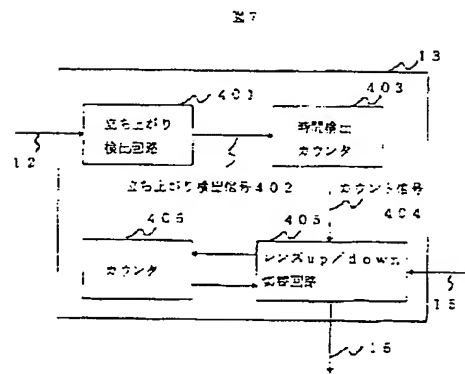 図7
13
401
403
立ち上がり
検出回路
時間検出
カウンタ
12
立ち上がり検出信号402
カウント信号
404
406
405
カウンタ
レンズup/down
回路
15
16